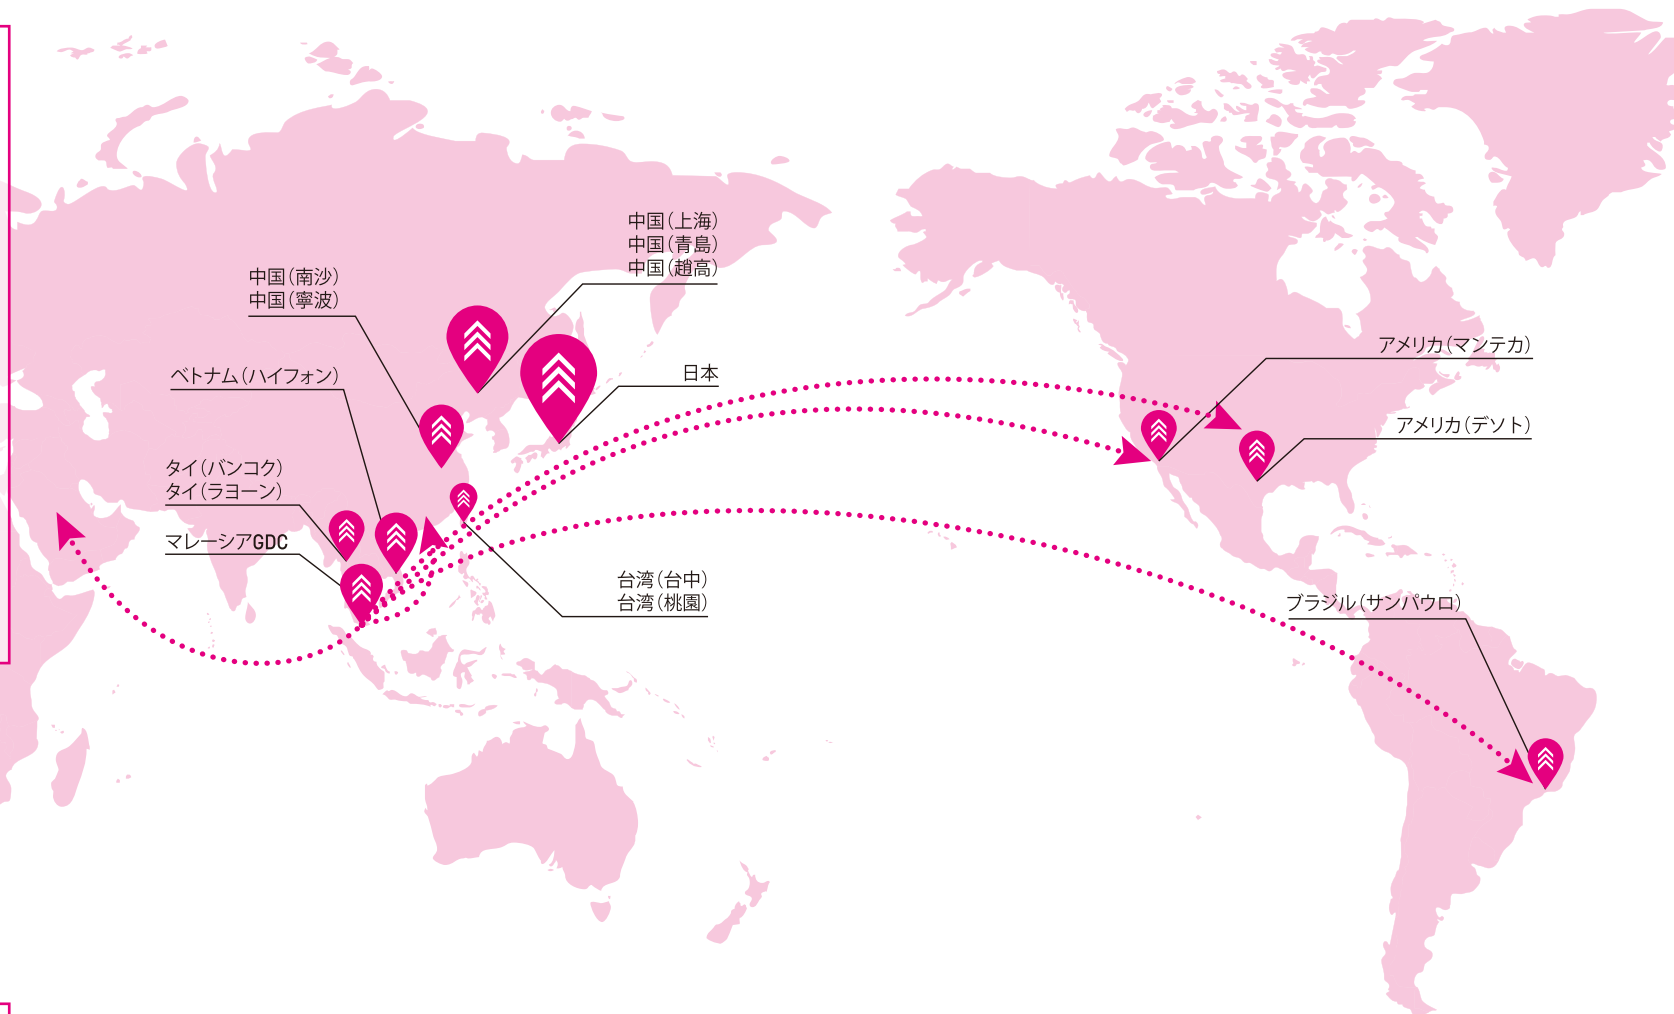 中国（上海）
中国（青島）
中国（趙高）
中国（南沙）
中国（寧波）
ベトナム（ハイフォン）
日本
タイ（バンコク）
タイ（ラヨーン）
マレーシアGDC
台湾（台中）
台湾（桃園）
アメリカ（マンテカ）
アメリカ（デソト）
ブラジル（サンパウロ）